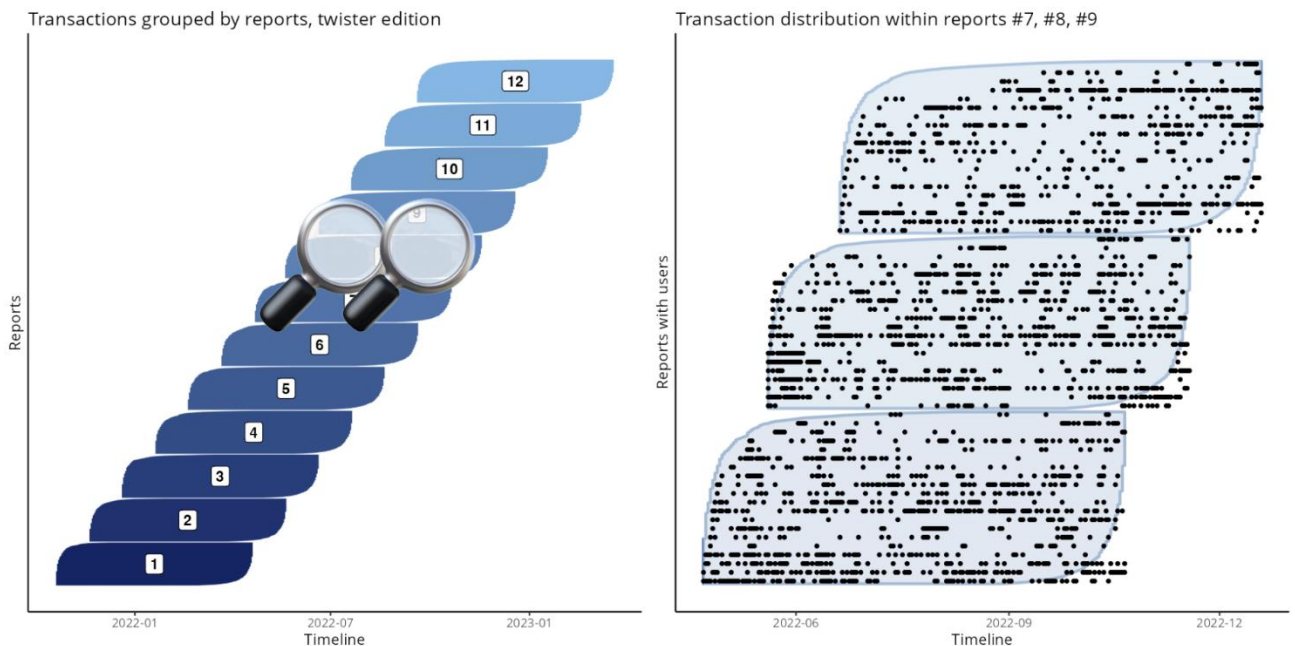 Transactions grouped by reports, twister edition
12
11
10
9
6
5
4
3
2
1
Reports
2022-01
2022-07
2023-01
Timeline
Transaction distribution within reports #7, #8, #9
Reports with users
2022-06
2022-09
2022-12
Timeline